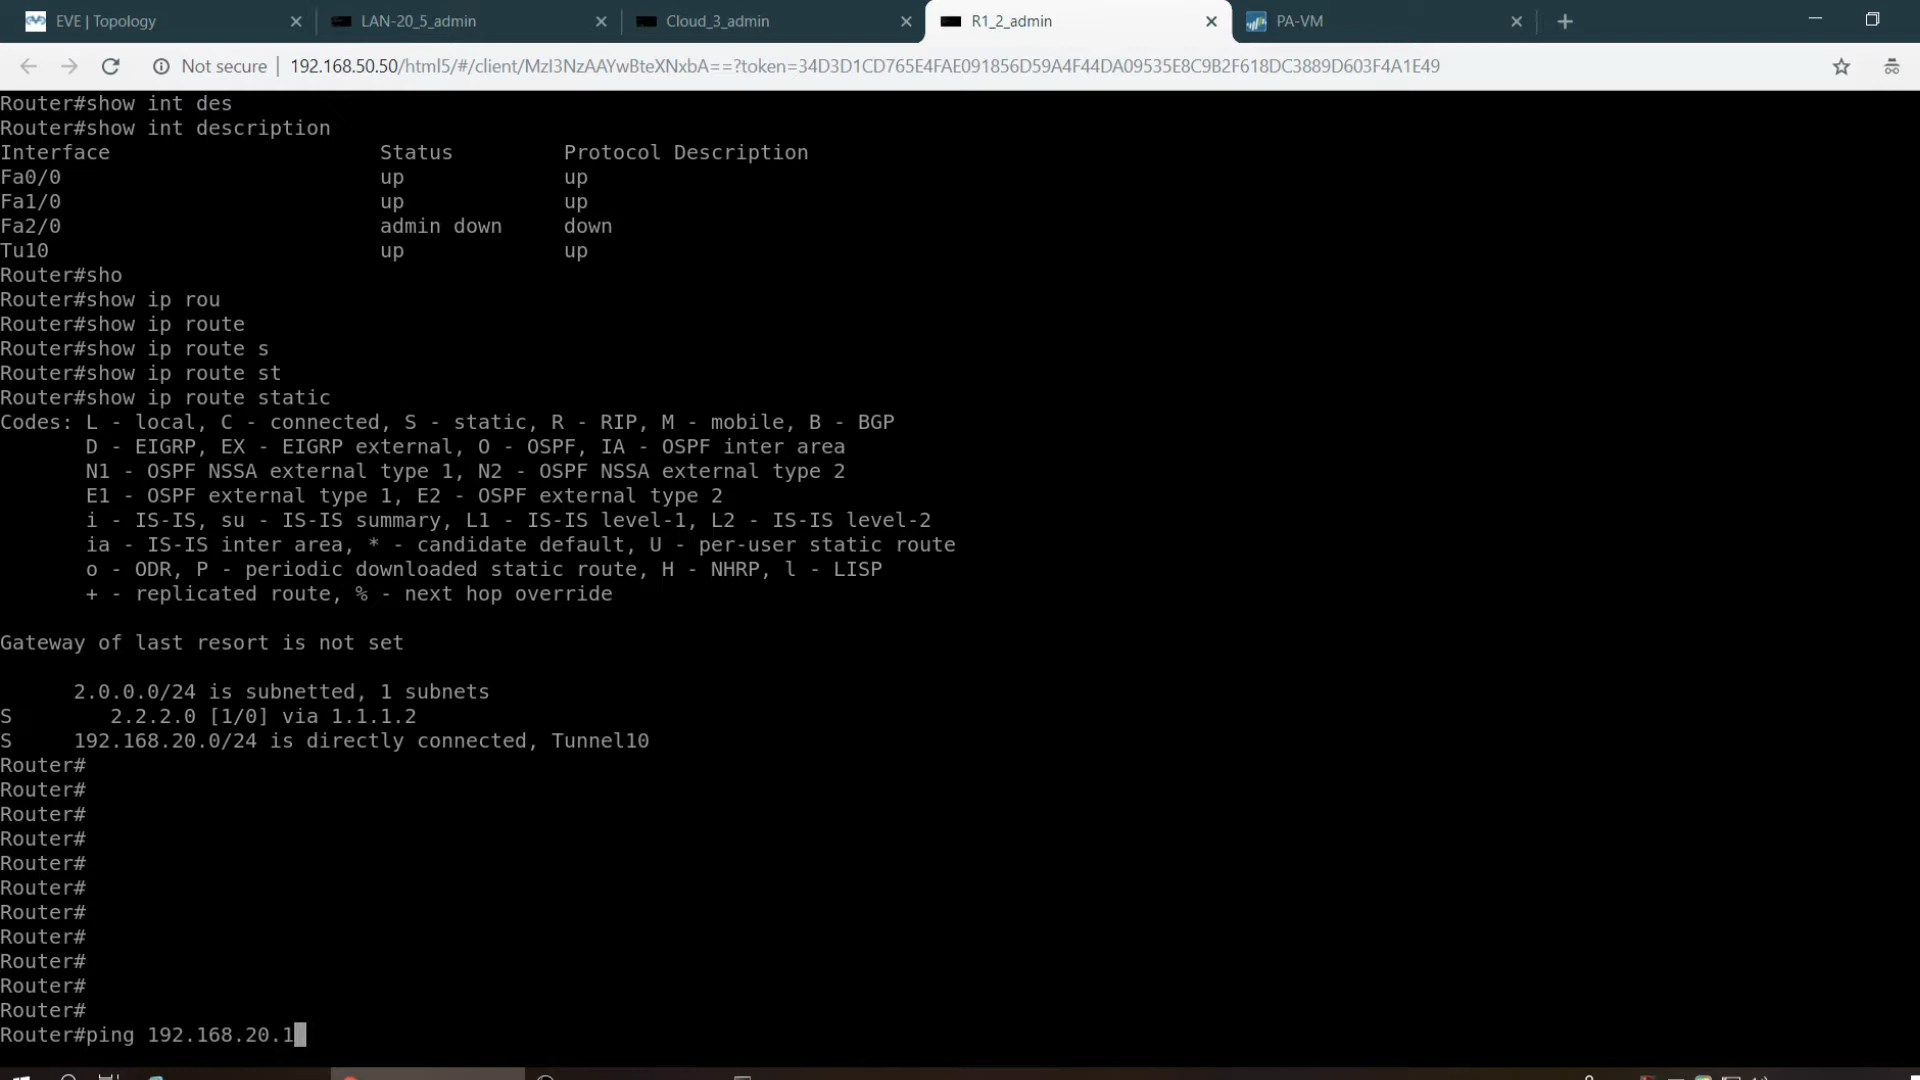 EVE | Topology
LAN-20_5_admin
Cloud_3_admin
R1_2_admin
PA-VM
Not secure
192.168.50.50/html5/#/client/MzI3NzAAYwBteXNxbA==?token=34D3D1CD765E4FAE091856D59A4F44DA09535E8C9B2F618DC3889D603F4A1E49
Router#show int des
Router#show int description
Interface Status Protocol Description
Fa0/0 up up
Fa1/0 up up
Fa2/0 admin down down
Tu10 up up
Router#sho
Router#show ip rou
Router#show ip route
Router#show ip route s
Router#show ip route st
Router#show ip route static
Codes: L - local, C - connected, S - static, R - RIP, M - mobile, B - BGP
D - EIGRP, EX - EIGRP external, O - OSPF, IA - OSPF inter area
N1 - OSPF NSSA external type 1, N2 - OSPF NSSA external type 2
E1 - OSPF external type 1, E2 - OSPF external type 2
i - IS-IS, su - IS-IS summary, L1 - IS-IS level-1, L2 - IS-IS level-2
ia - IS-IS inter area, * - candidate default, U - per-user static route
o - ODR, P - periodic downloaded static route, H - NHRP, l - LISP
+ - replicated route, % - next hop override
Gateway of last resort is not set
2.0.0.0/24 is subnetted, 1 subnets
S 2.2.2.0 [1/0] via 1.1.1.2
S 192.168.20.0/24 is directly connected, Tunnel10
Router#
Router#
Router#
Router#
Router#
Router#
Router#
Router#
Router#
Router#
Router#
Router#ping 192.168.20.1